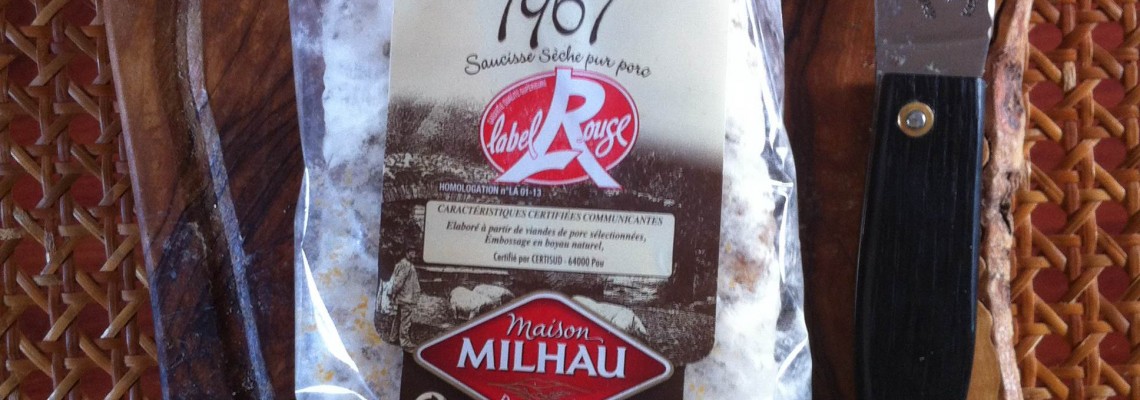 1967
Saucisse Sèche pur porc
label Rouge
HOMOLOGATION n°LA 01-13
CARACTÉRISTIQUES CERTIFIÉES COMMUNICANTES
Elaboré à partir de viandes de porc sélectionnées,
Embossage en boyau naturel,
Certifié par CERTISUD - 64000 Pau
Maison
MILHAU